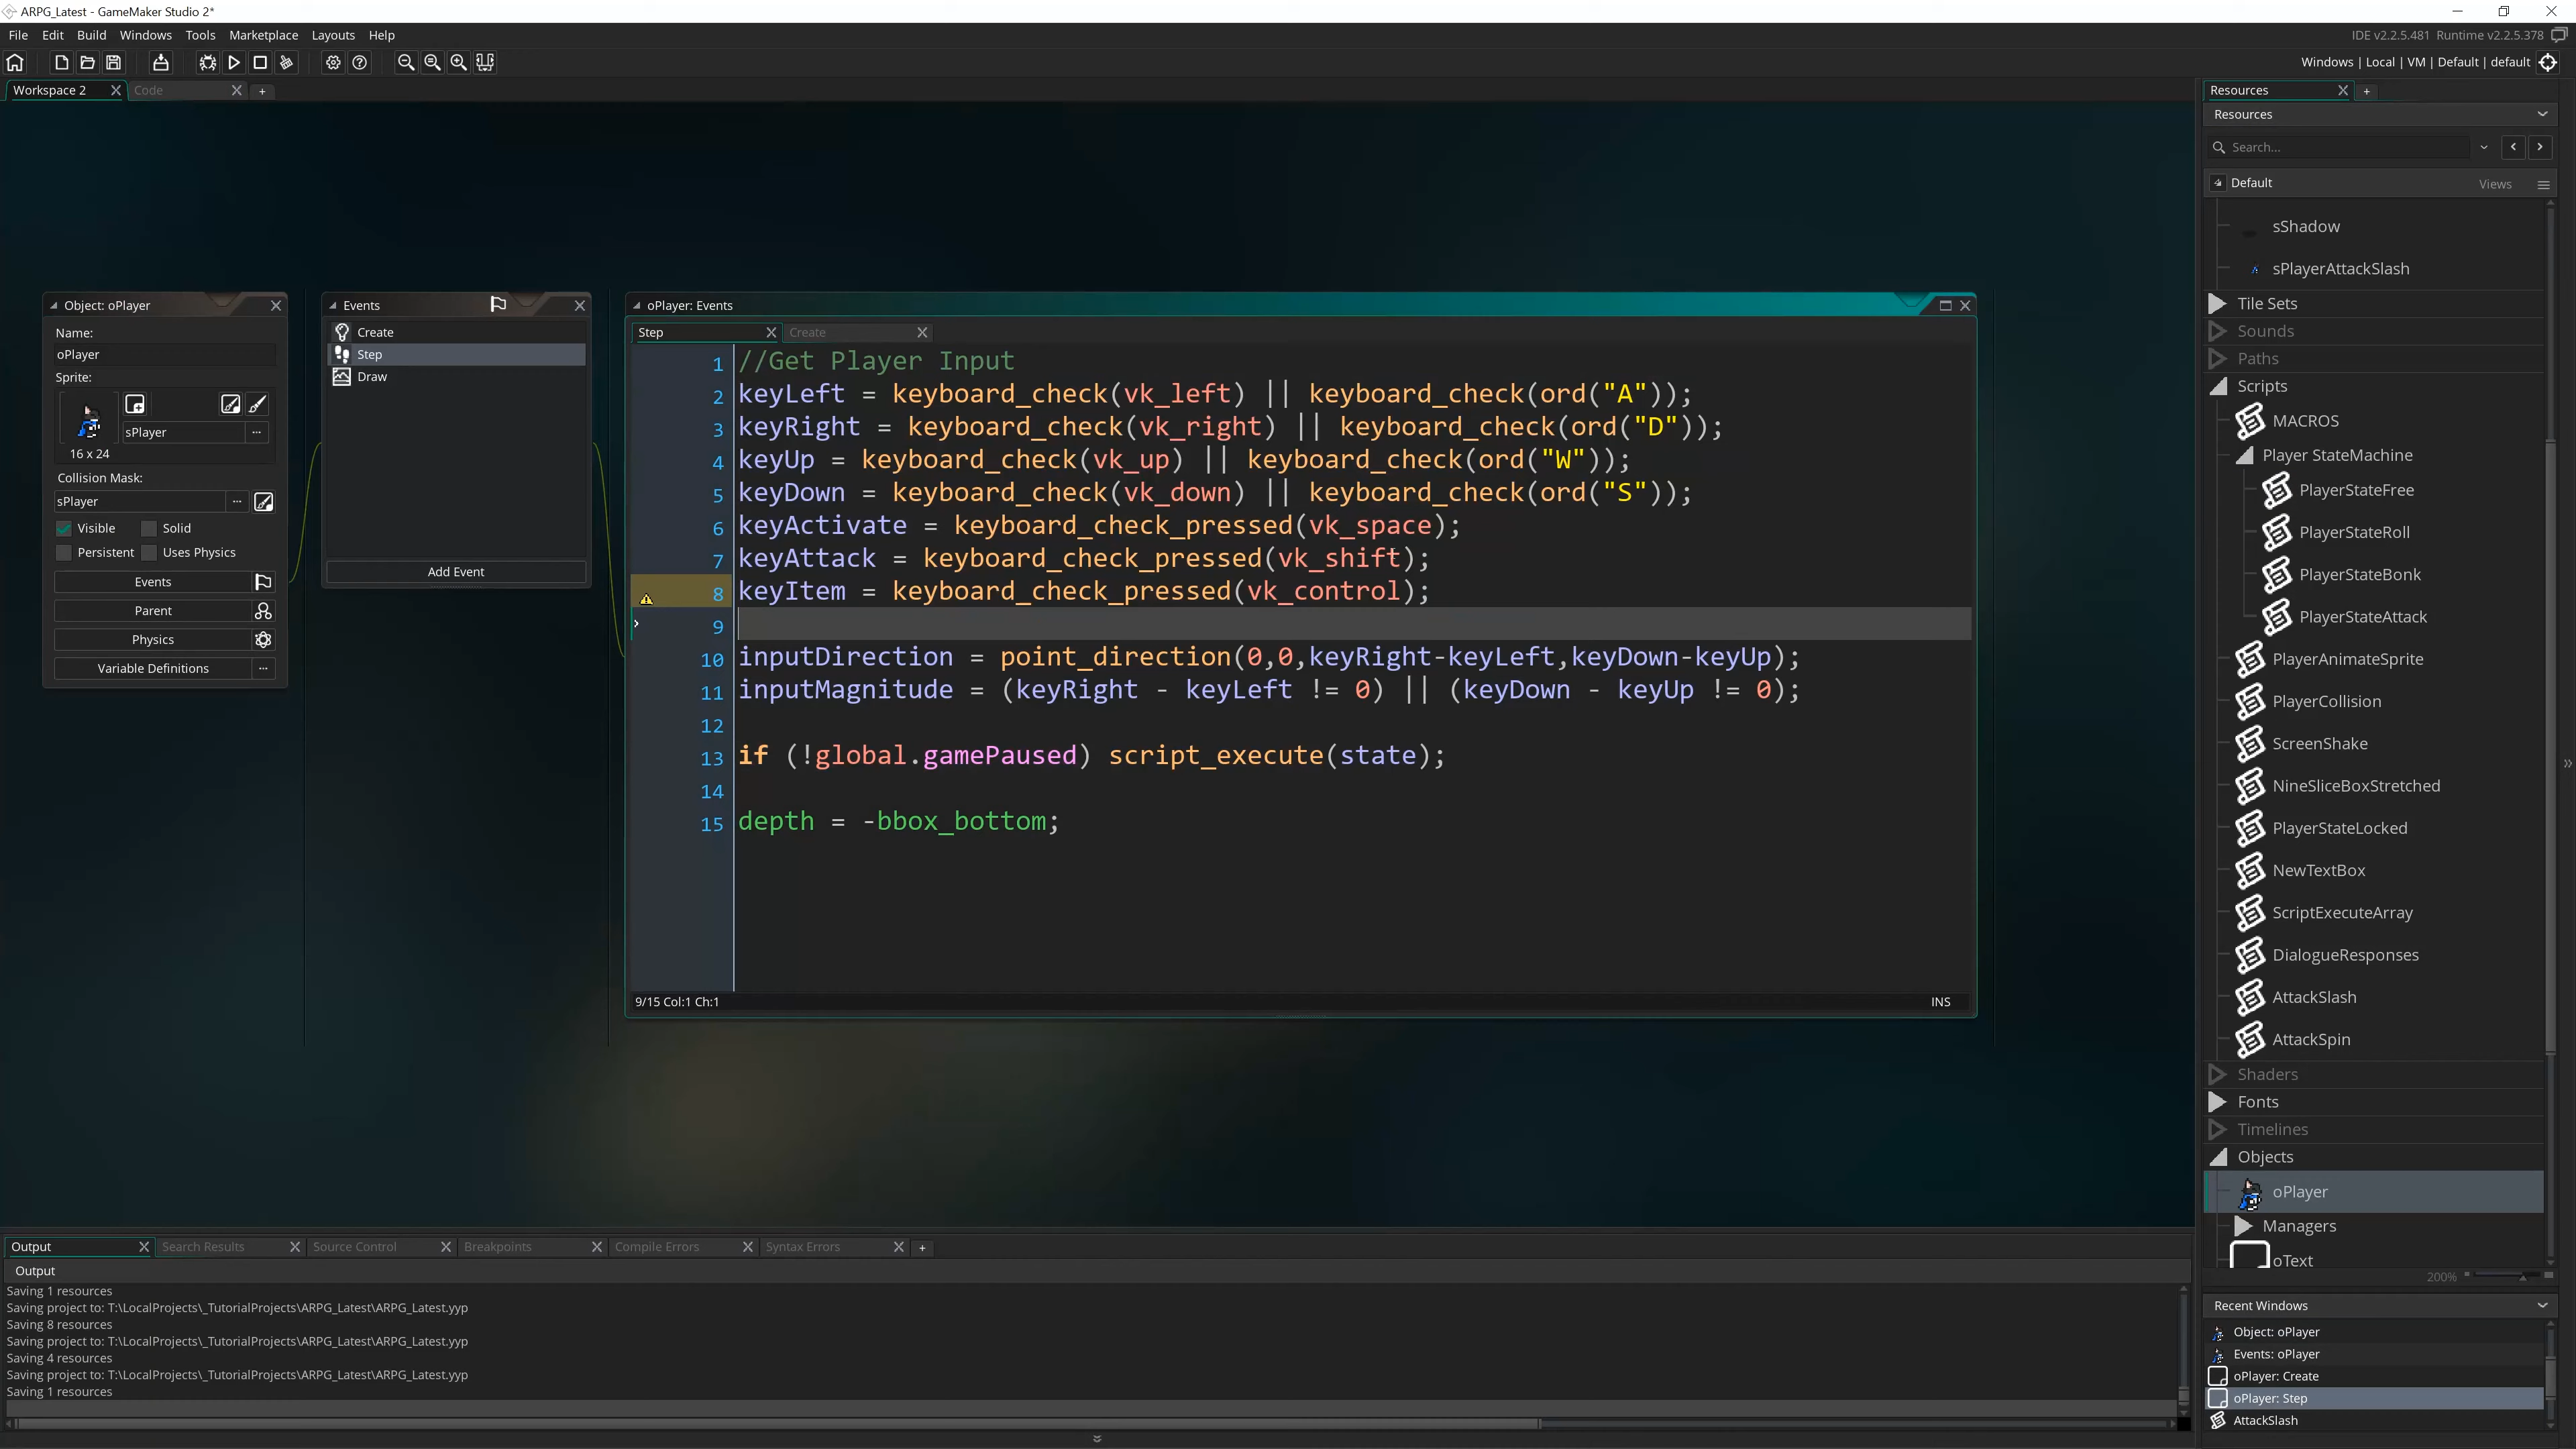 ARPG_Latest - GameMaker Studio 2*
File Edit Build Windows Tools Marketplace Layouts Help
IDE v2.2.5.481 Runtime v2.2.5.378
Windows | Local | VM | Default | default
Workspace 2
Code
Resources
Resources
Search...
Default
Views
sShadow
sPlayerAttackSlash
Tile Sets
Sounds
Paths
Scripts
MACROS
Player StateMachine
PlayerStateFree
PlayerStateRoll
PlayerStateBonk
PlayerStateAttack
PlayerAnimateSprite
PlayerCollision
ScreenShake
NineSliceBoxStretched
PlayerStateLocked
NewTextBox
ScriptExecuteArray
DialogueResponses
AttackSlash
AttackSpin
Shaders
Fonts
Timelines
Objects
oPlayer
Managers
oText
200%
Recent Windows
Object: oPlayer
Events: oPlayer
oPlayer: Create
oPlayer: Step
AttackSlash
Object: oPlayer
Name:
oPlayer
Sprite:
sPlayer
16 x 24
Collision Mask:
sPlayer
Visible Solid
Persistent Uses Physics
Events
Parent
Physics
Variable Definitions
Events
Create
Step
Draw
Add Event
oPlayer: Events
Step
Create
1 //Get Player Input
2 keyLeft = keyboard_check(vk_left) || keyboard_check(ord("A"));
3 keyRight = keyboard_check(vk_right) || keyboard_check(ord("D"));
4 keyUp = keyboard_check(vk_up) || keyboard_check(ord("W"));
5 keyDown = keyboard_check(vk_down) || keyboard_check(ord("S"));
6 keyActivate = keyboard_check_pressed(vk_space);
7 keyAttack = keyboard_check_pressed(vk_shift);
8 keyItem = keyboard_check_pressed(vk_control);
9
10 inputDirection = point_direction(0,0,keyRight-keyLeft,keyDown-keyUp);
11 inputMagnitude = (keyRight - keyLeft != 0) || (keyDown - keyUp != 0);
12
13 if (!global.gamePaused) script_execute(state);
14
15 depth = -bbox_bottom;
9/15 Col:1 Ch:1
INS
Output
Search Results
Source Control
Breakpoints
Compile Errors
Syntax Errors
Output
Saving 1 resources
Saving project to: T:\LocalProjects\_TutorialProjects\ARPG_Latest\ARPG_Latest.yyp
Saving 8 resources
Saving project to: T:\LocalProjects\_TutorialProjects\ARPG_Latest\ARPG_Latest.yyp
Saving 4 resources
Saving project to: T:\LocalProjects\_TutorialProjects\ARPG_Latest\ARPG_Latest.yyp
Saving 1 resources